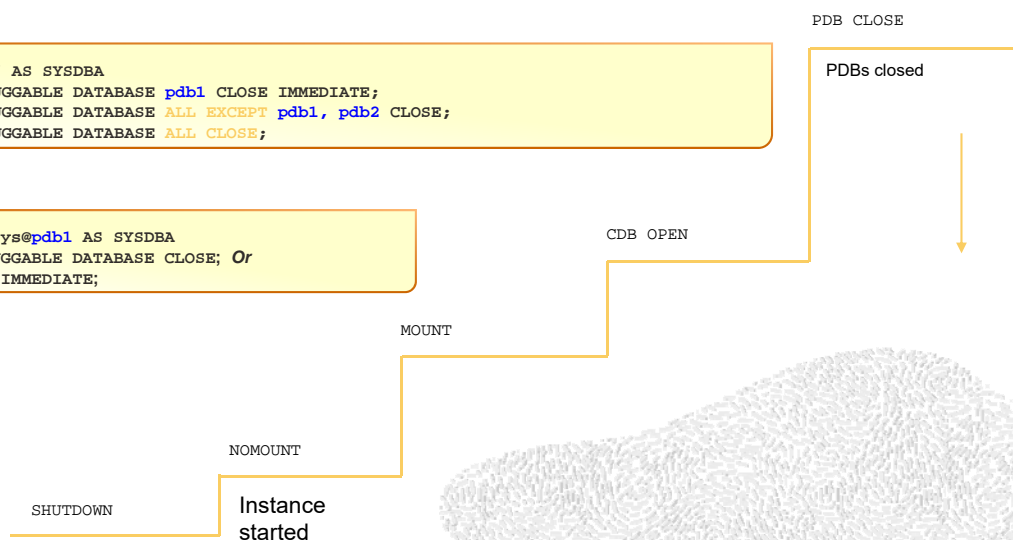 PDB CLOSE
AS SYSDBA
GGABLE DATABASE pdb1 CLOSE IMMEDIATE;
GGABLE DATABASE ALL EXCEPT pdb1, pdb2 CLOSE;
GGABLE DATABASE ALL CLOSE;
PDBs closed
ys@pdb1 AS SYSDBA
GGABLE DATABASE CLOSE; Or
IMMEDIATE;
CDB OPEN
MOUNT
NOMOUNT
SHUTDOWN
Instance
started